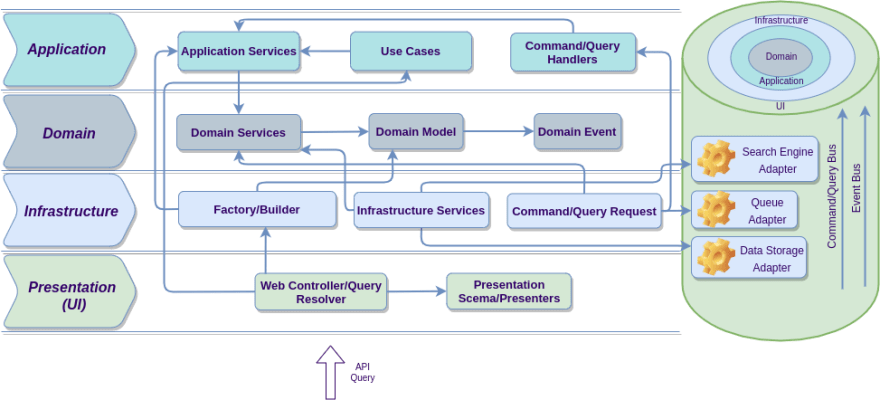 Application
Application Services
Use Cases
Command/Query
Handlers
Domain
Domain Services
Domain Model
Domain Event
Infrastructure
Factory/Builder
Infrastructure Services
Command/Query Request
Presentation
(UI)
Web Controller/Query
Resolver
Presentation
Scema/Presenters
API
Query
Infrastructure
Domain
Application
UI
Search Engine
Adapter
Queue
Adapter
Data Storage
Adapter
Command/Query Bus
Event Bus